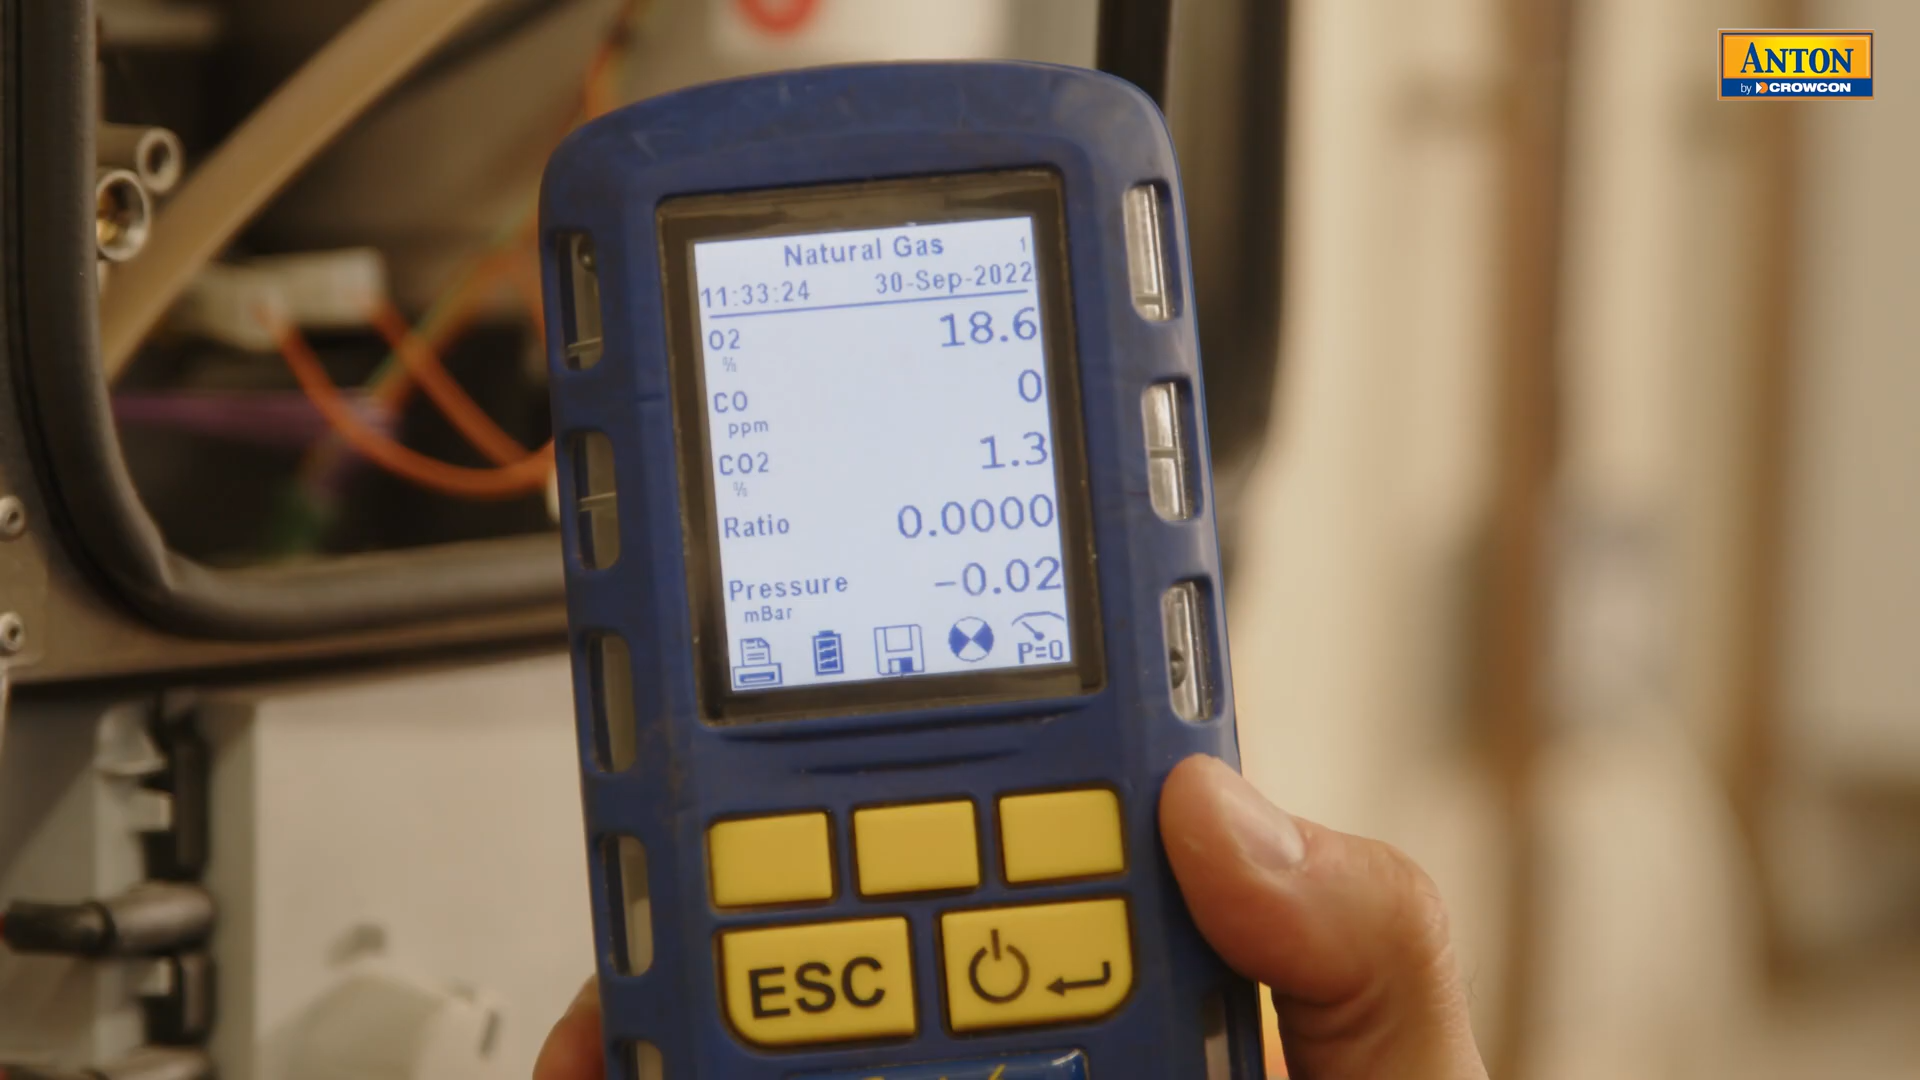 ANTON
by CROWCON
Natural Gas 1
11:33:24 30-Sep-2022
O2 18.6
%
CO 0
ppm
CO2 1.3
%
Ratio 0.0000
Pressure -0.02
mBar
P=0
ESC